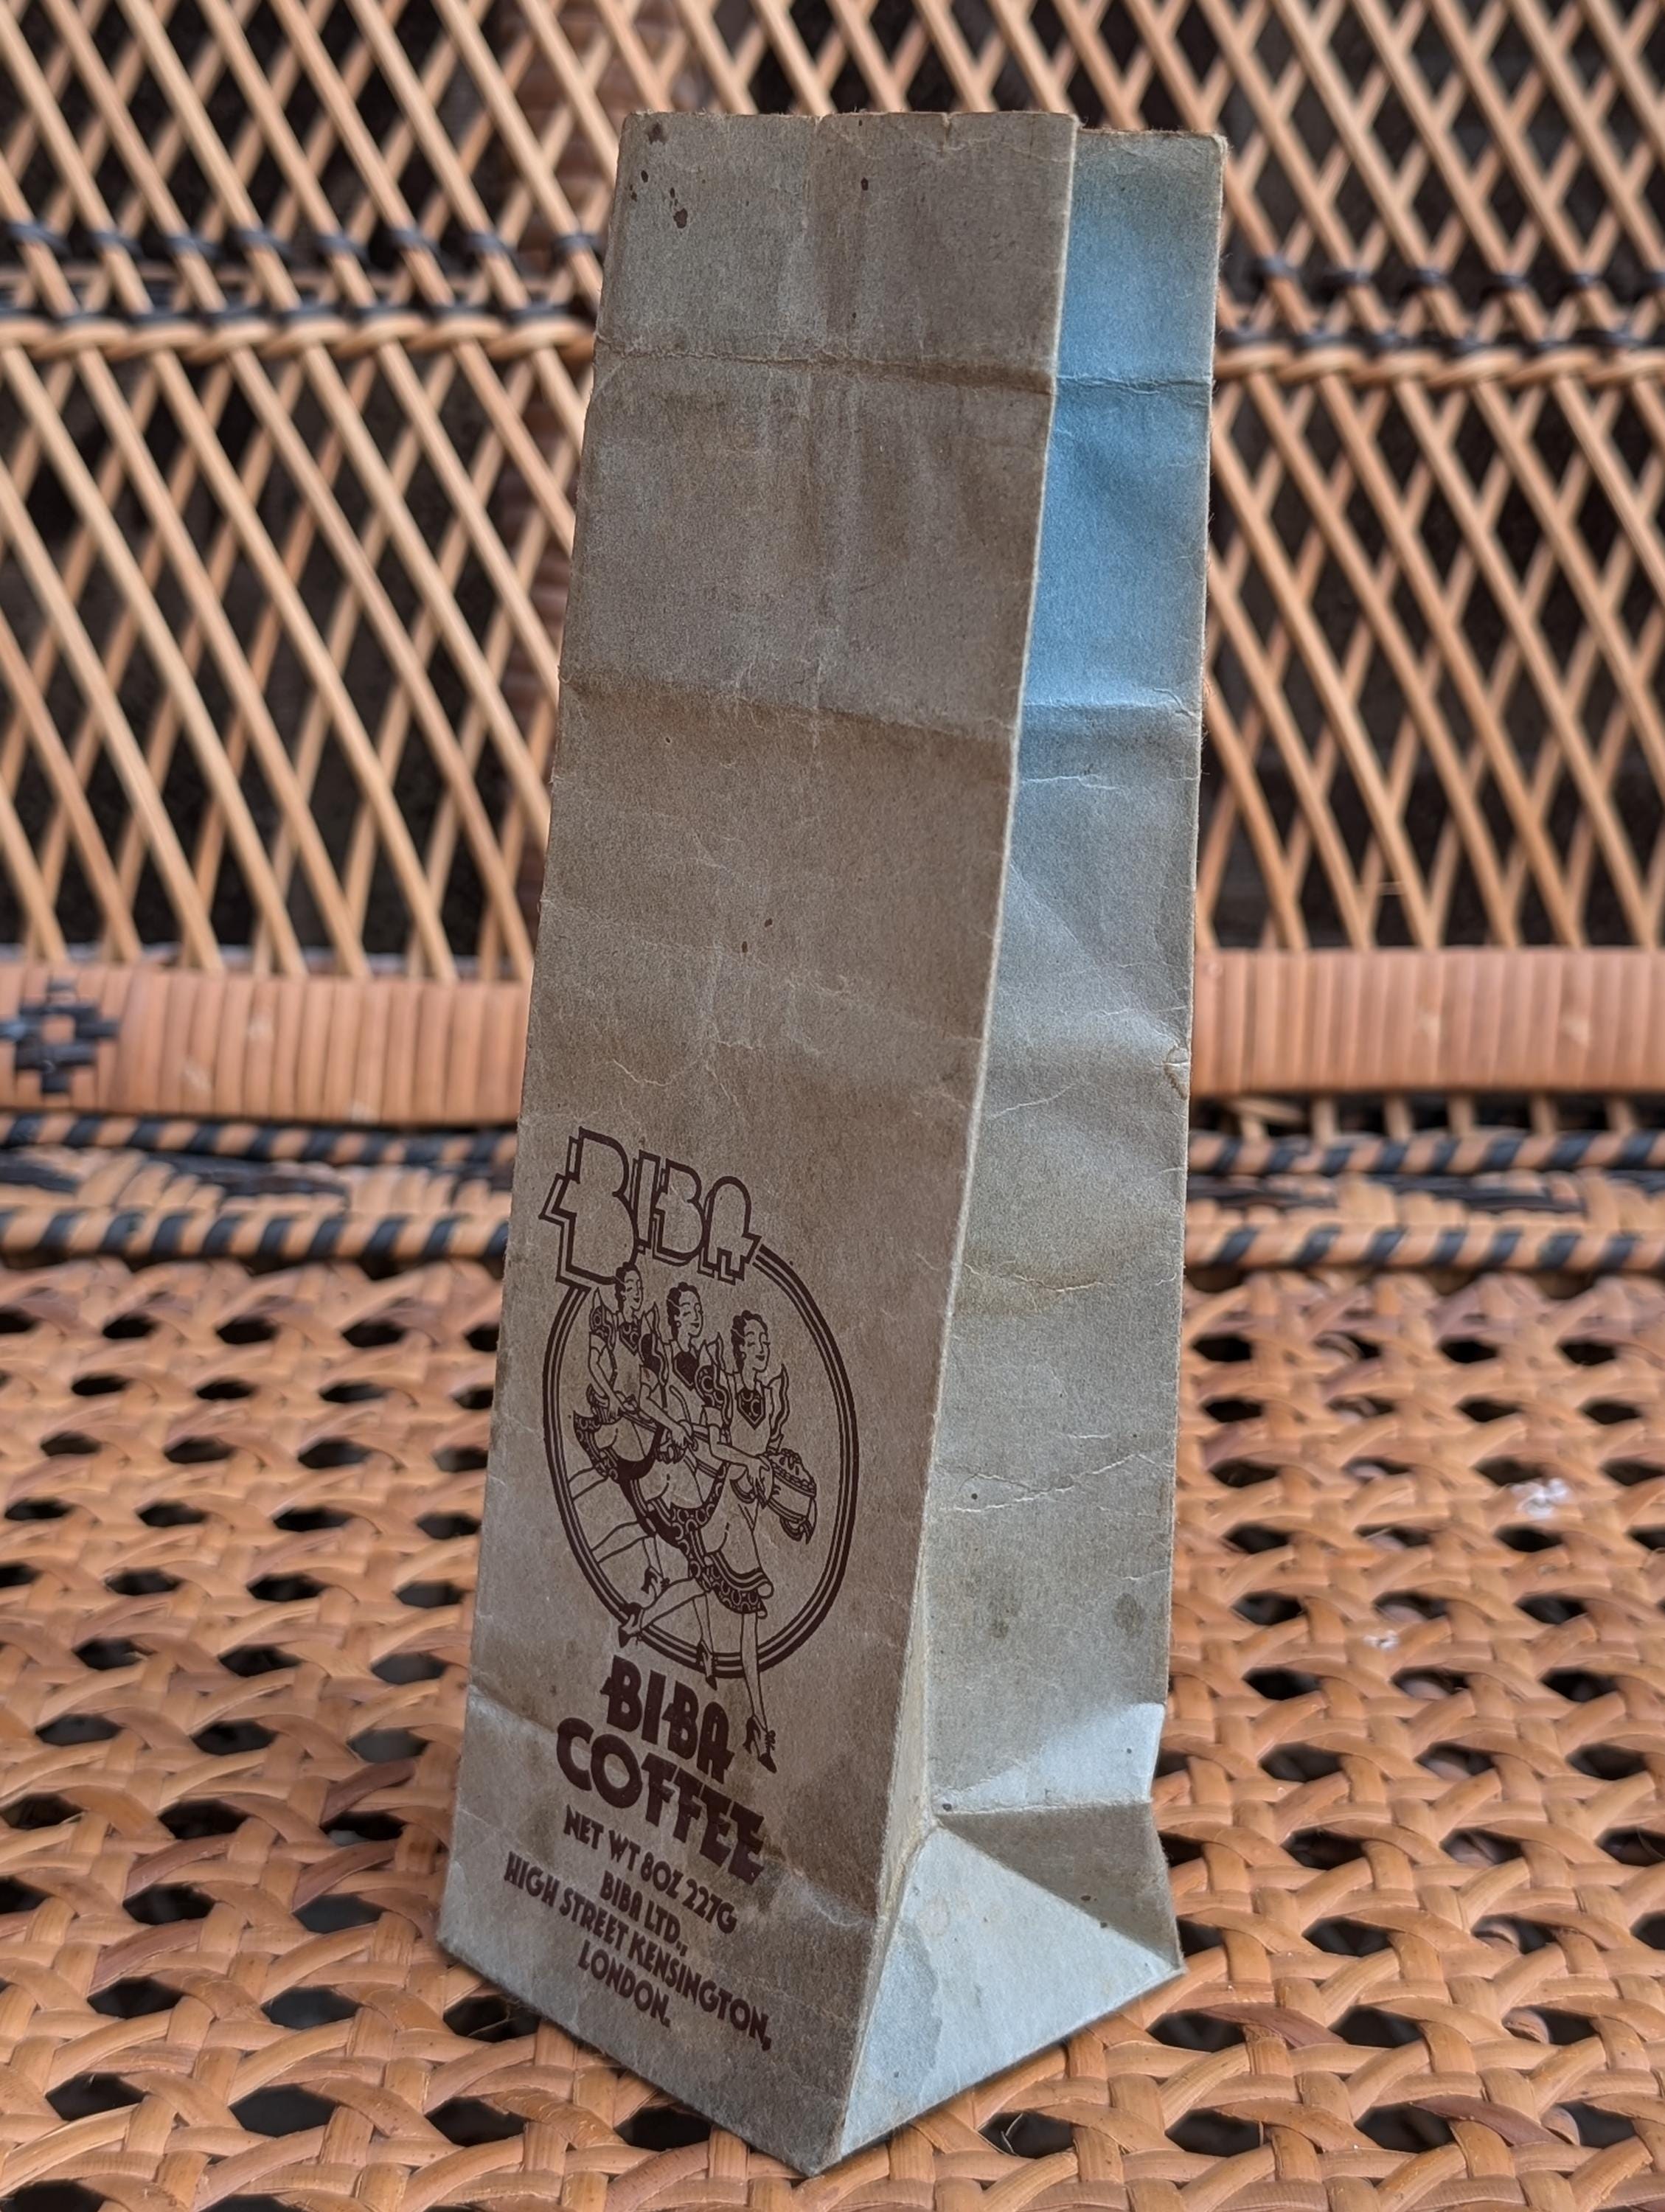 BIBA
BIBA
COFFEE
NET WT 8OZ 227G
BIBA LTD.,
HIGH STREET KENSINGTON,
LONDON.